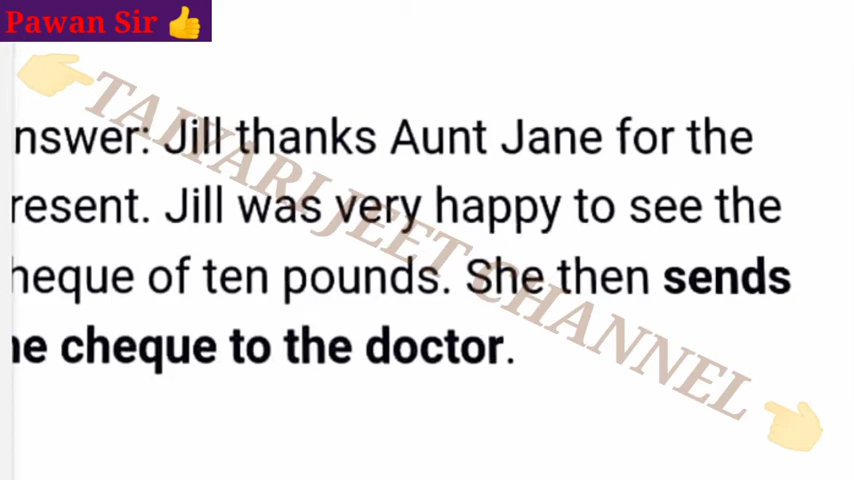 Pawan Sir 👍
nswer: Jill thanks Aunt Jane for the
resent. Jill was very happy to see the
heque of ten pounds. She then sends
he cheque to the doctor.
TAIYARI JEET CHANNEL